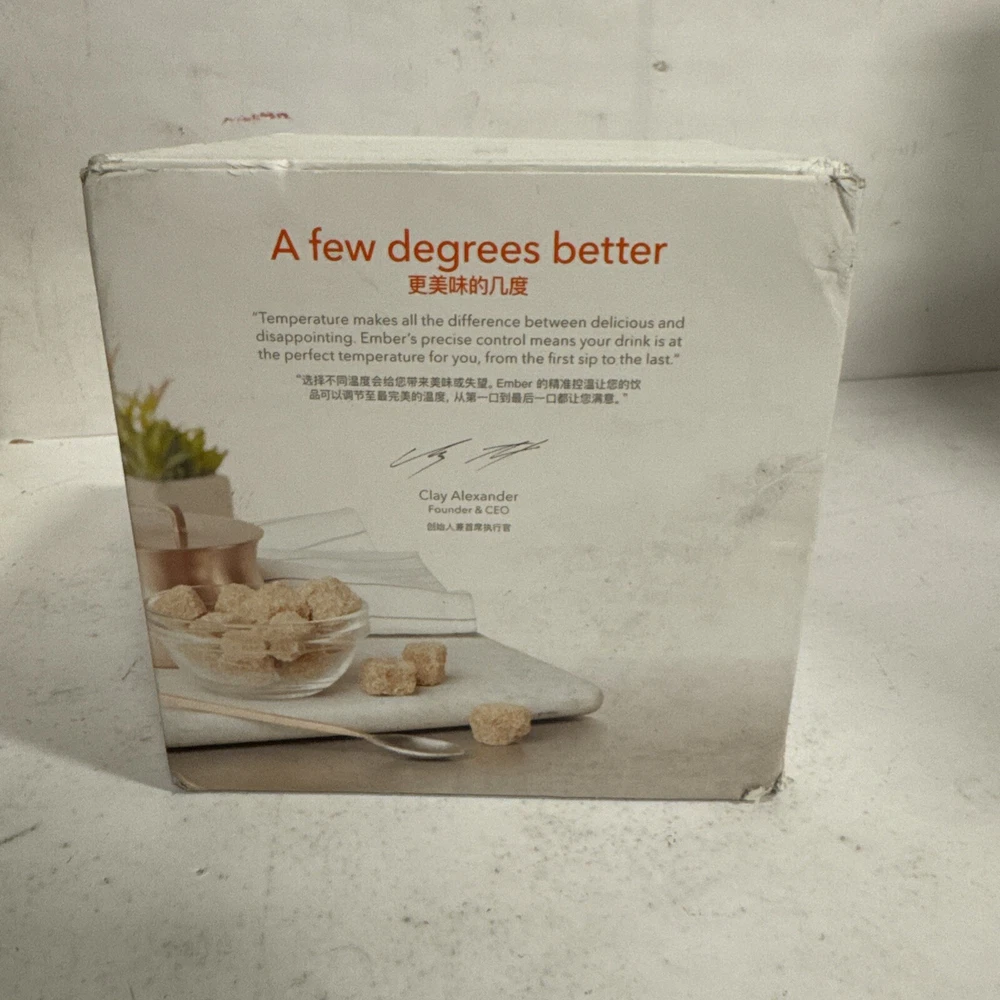 A few degrees better
更美味的几度
"Temperature makes all the difference between delicious and
disappointing. Ember's precise control means your drink is at
the perfect temperature for you, from the first sip to the last."
“选择不同温度会给您带来美味或失望。Ember 的精准控温让您的饮
品可以调节至最完美的温度, 从第一口到最后一口都让您满意。”
Clay Alexander
Founder & CEO
创始人兼首席执行官